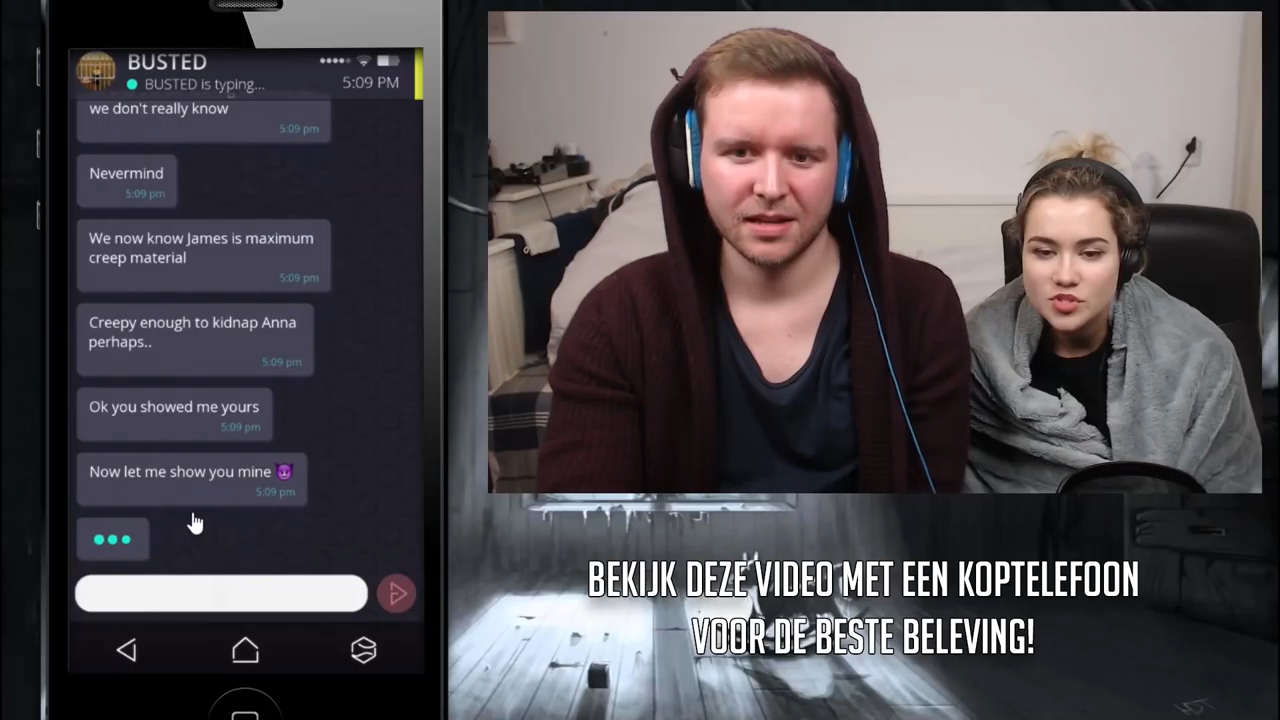 BUSTED
BUSTED is typing...
5:09 PM
we don't really know
5:09 pm
Nevermind
5:09 pm
We now know James is maximum
creep material
5:09 pm
Creepy enough to kidnap Anna
perhaps..
5:09 pm
Ok you showed me yours
5:09 pm
Now let me show you mine 😈
5:09 pm
BEKIJK DEZE VIDEO MET EEN KOPTELEFOON
VOOR DE BESTE BELEVING!